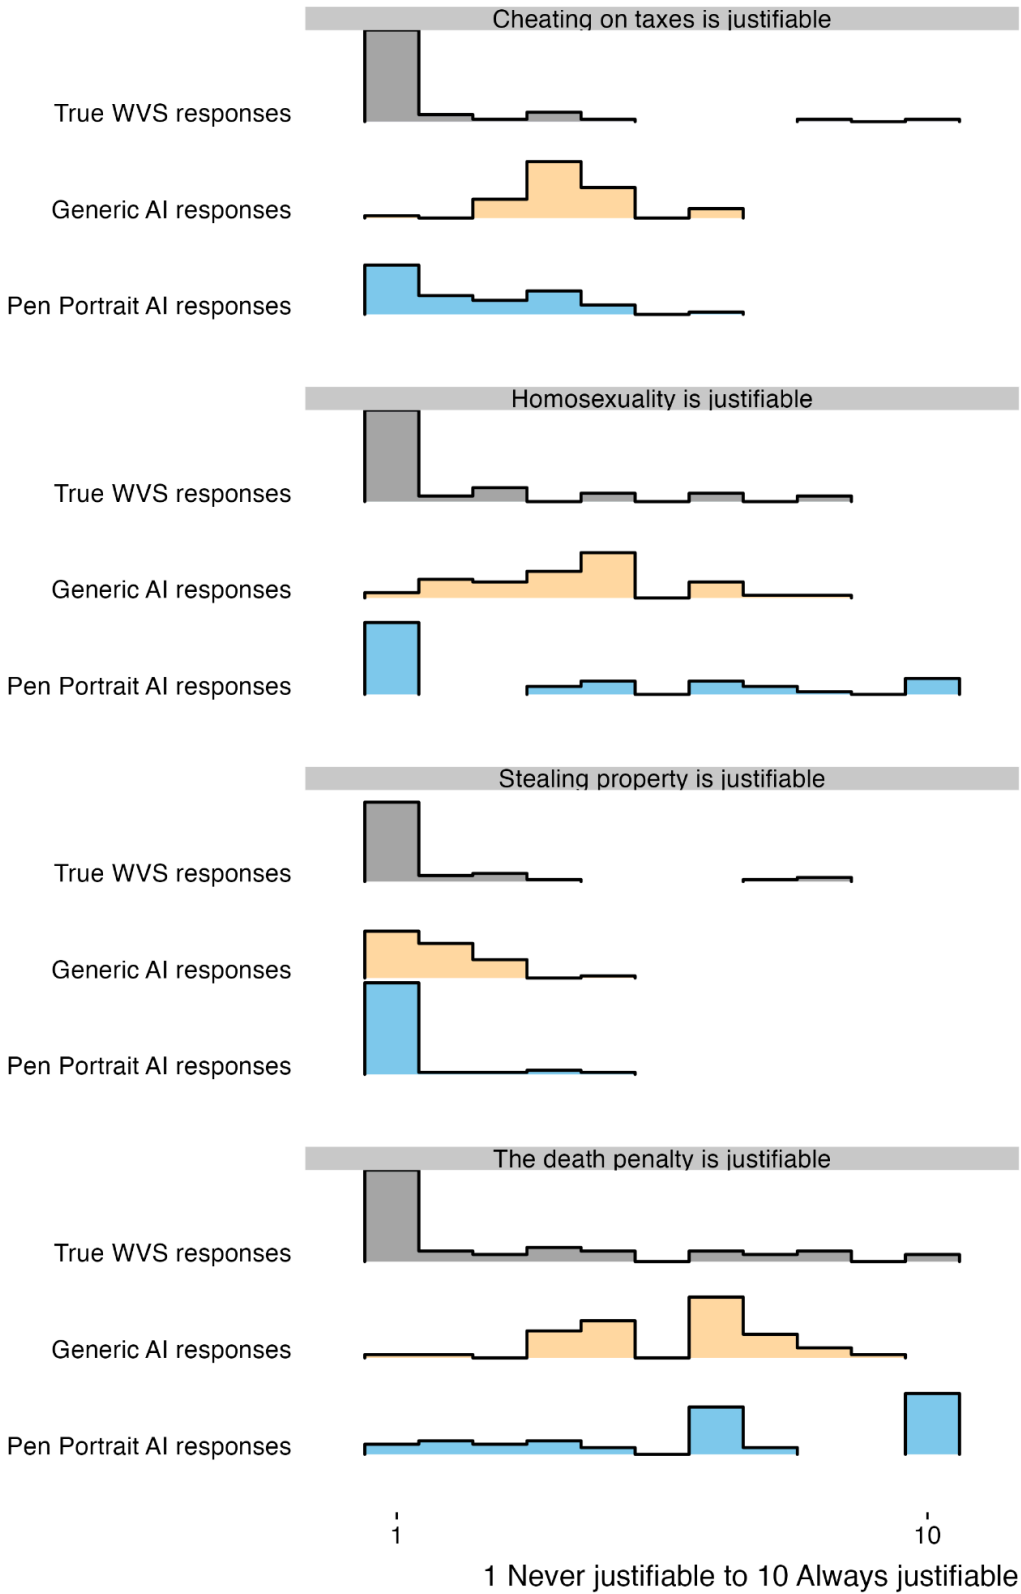 Cheating on taxes is justifiable
True WVS responses
Generic AI responses
Pen Portrait AI responses
Homosexuality is justifiable
True WVS responses
Generic AI responses
Pen Portrait AI responses
Stealing property is justifiable
True WVS responses
Generic AI responses
Pen Portrait AI responses
The death penalty is justifiable
True WVS responses
Generic AI responses
Pen Portrait AI responses
1 10
1 Never justifiable to 10 Always justifiable